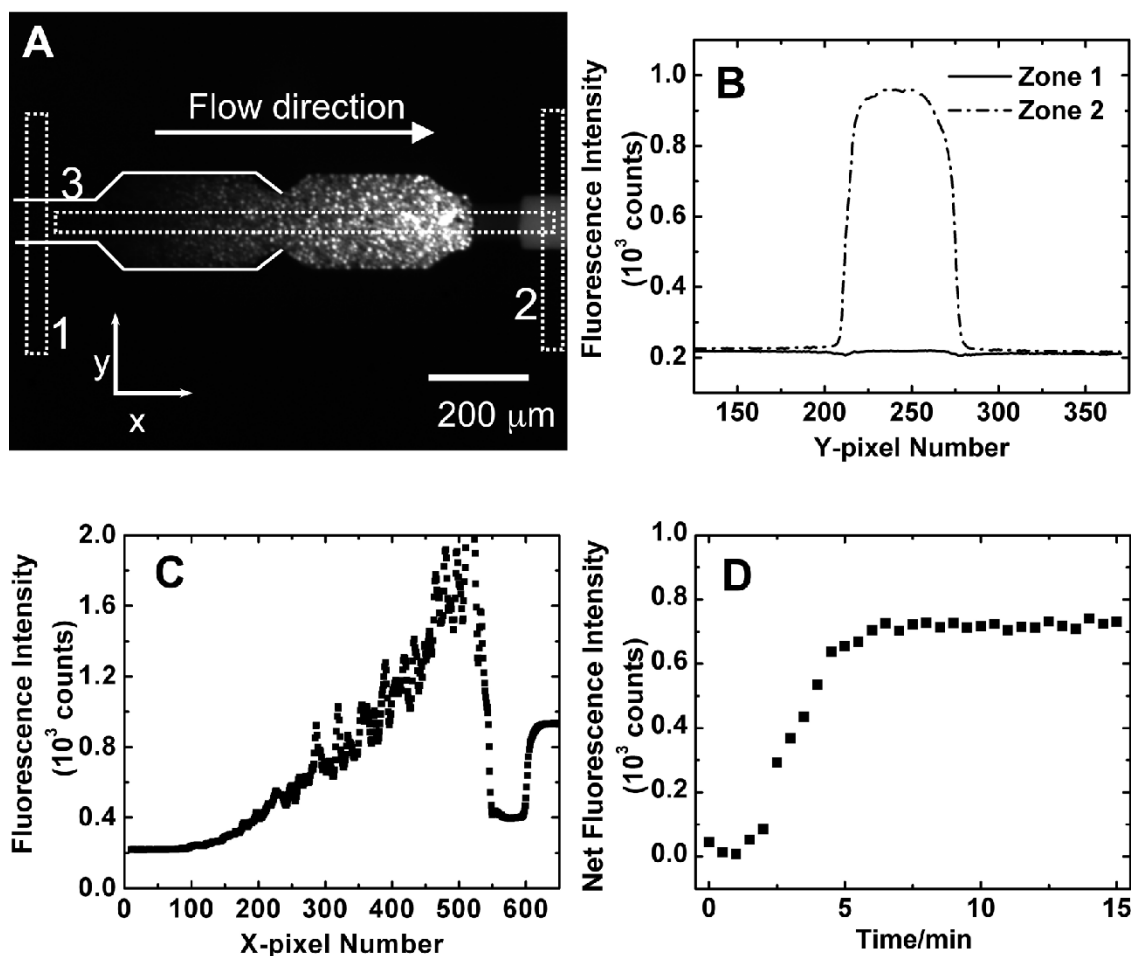 A
Flow direction
3
1
2
y
x
200 μm
B
Zone 1
Zone 2
Fluorescence Intensity
(10³ counts)
1.0
0.8
0.6
0.4
0.2
150 200 250 300 350
Y-pixel Number
C
Fluorescence Intensity
(10³ counts)
2.0
1.6
1.2
0.8
0.4
0.0
0 100 200 300 400 500 600
X-pixel Number
D
Net Fluorescence Intensity
(10³ counts)
1.0
0.8
0.6
0.4
0.2
0.0
0 5 10 15
Time/min